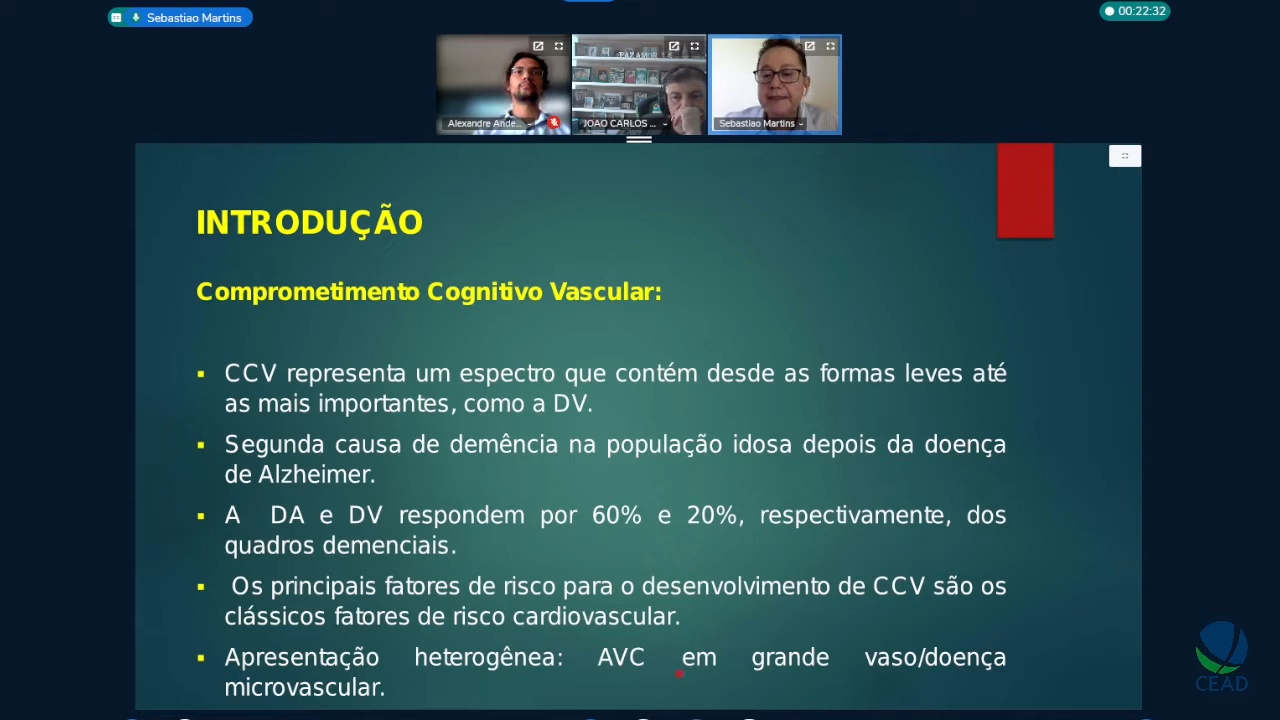 Sebastiao Martins
00:22:32
Alexandre Ande...
JOAO CARLOS ...
Sebastiao Martins
INTRODUÇÃO
Comprometimento Cognitivo Vascular:
▪ CCV representa um espectro que contém desde as formas leves até
as mais importantes, como a DV.
▪ Segunda causa de demência na população idosa depois da doença
de Alzheimer.
▪ A DA e DV respondem por 60% e 20%, respectivamente, dos
quadros demenciais.
▪ Os principais fatores de risco para o desenvolvimento de CCV são os
clássicos fatores de risco cardiovascular.
▪ Apresentação heterogênea: AVC em grande vaso/doença
microvascular.
CEAD